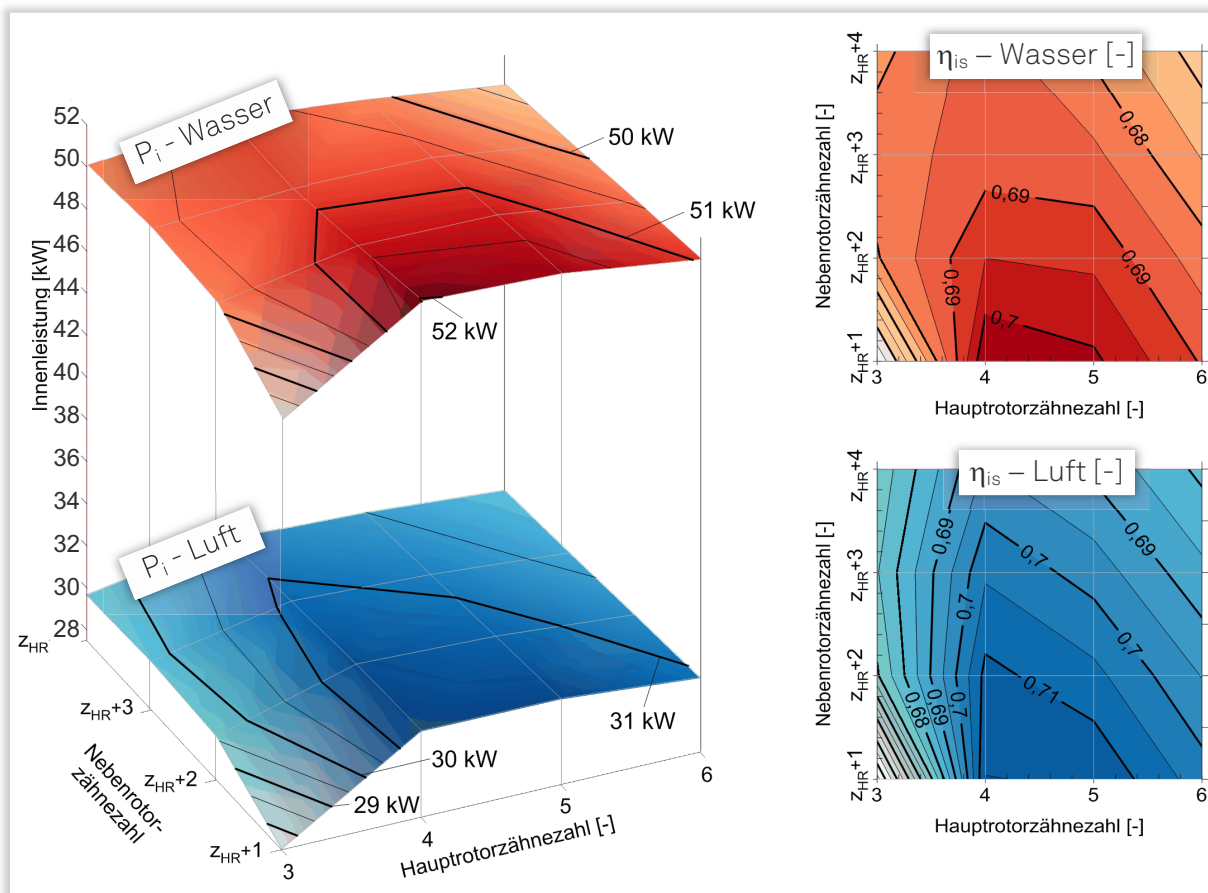 P_i - Wasser
52
50
48
46
44
42
40
38
36
34
32
30
28
Innenleistung [kW]
50 kW
51 kW
52 kW
P_i - Luft
31 kW
30 kW
29 kW
z_HR
z_HR+3
z_HR+2
z_HR+1
Nebenrotor-
zähnezahl
3
4
5
6
Hauptrotorzähnezahl [-]
η_is – Wasser [-]
z_HR+4
z_HR+3
z_HR+2
z_HR+1
Nebenrotorzähnezahl [-]
0,68
0,69
0,69
0,69
0,7
3
4
5
6
Hauptrotorzähnezahl [-]
η_is – Luft [-]
z_HR+4
z_HR+3
z_HR+2
z_HR+1
Nebenrotorzähnezahl [-]
0,69
0,69
0,7
0,7
0,7
0,71
0,68
0,69
0,7
3
4
5
6
Hauptrotorzähnezahl [-]